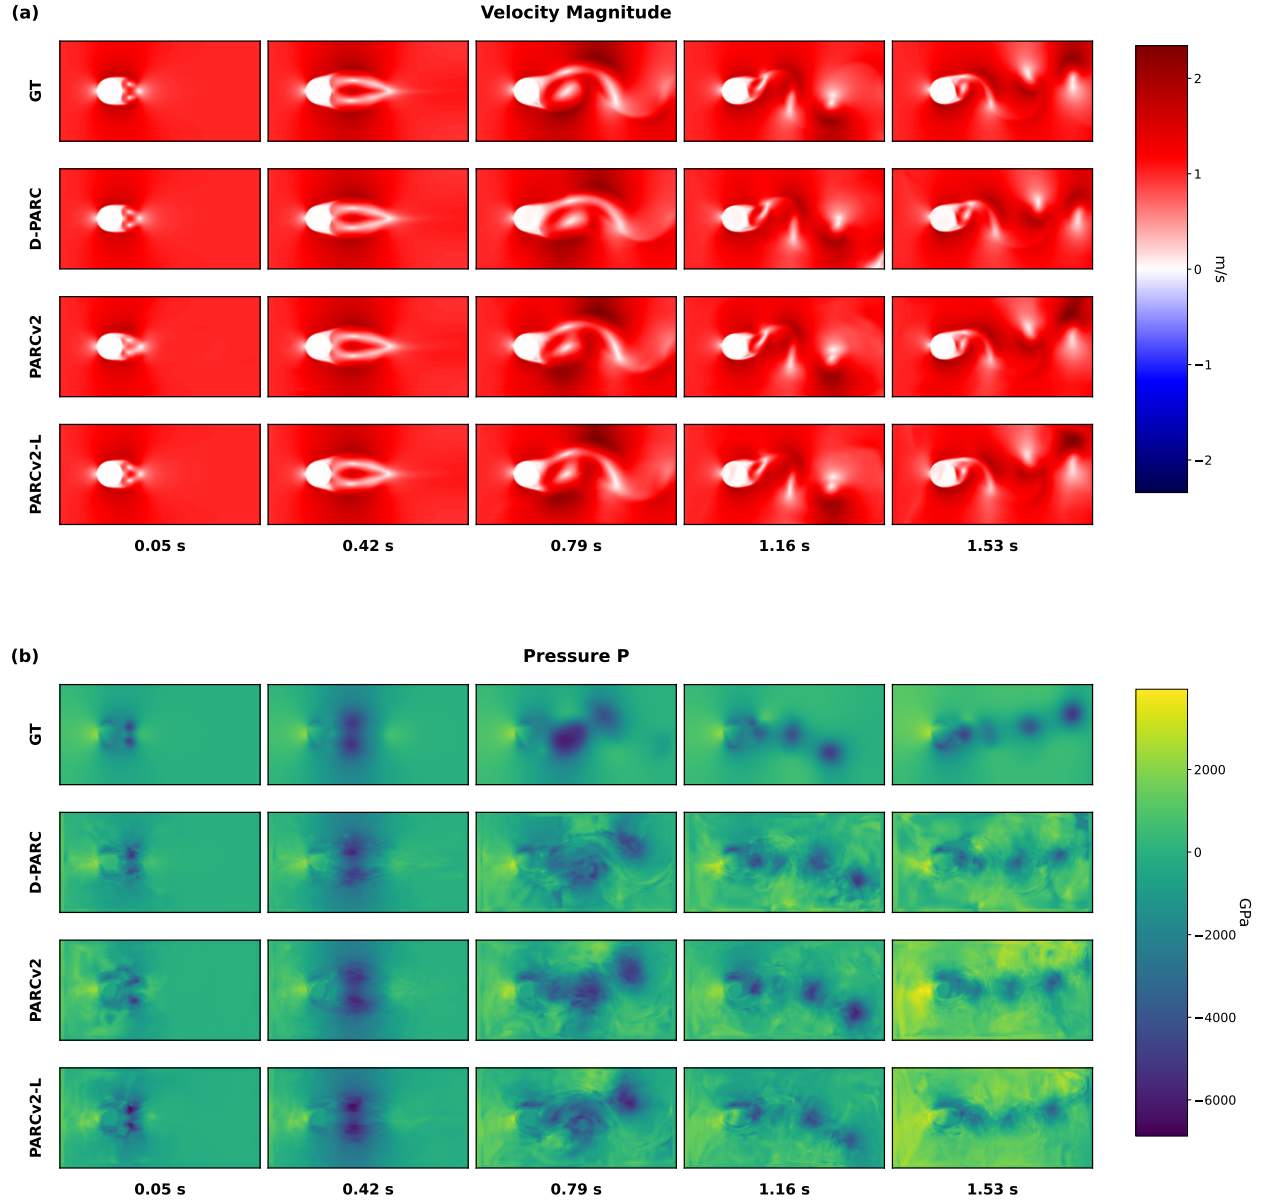 (a)
Velocity Magnitude
GT
D-PARC
PARCv2
PARCv2-L
0.05 s 0.42 s 0.79 s 1.16 s 1.53 s
2
1
0
−1
−2
m/s
(b)
Pressure P
GT
D-PARC
PARCv2
PARCv2-L
0.05 s 0.42 s 0.79 s 1.16 s 1.53 s
2000
0
−2000
−4000
−6000
GPa